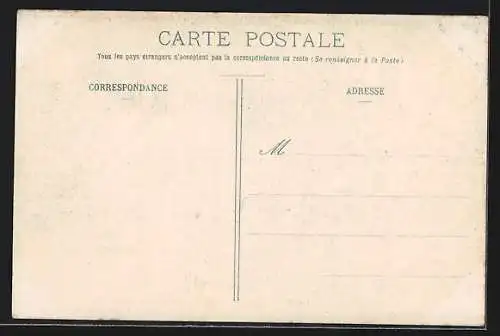 CARTE POSTALE
Tous les pays étrangers n'acceptent pas la correspondance au recto (Se renseigner à la Poste)
CORRESPONDANCE
ADRESSE
M